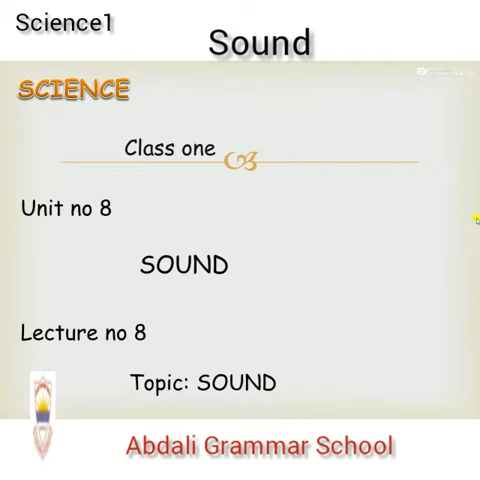 Science1
Sound
SCIENCE
Class one
Unit no 8
SOUND
Lecture no 8
Topic: SOUND
Abdali Grammar School